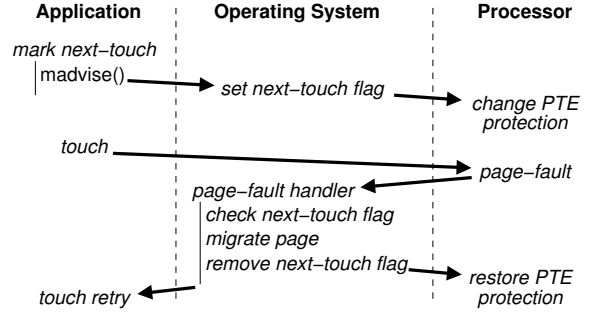 Application Operating System Processor
mark next−touch
madvise()
set next−touch flag
change PTE
protection
touch
page−fault
page−fault handler
check next−touch flag
migrate page
remove next−touch flag
restore PTE
protection
touch retry